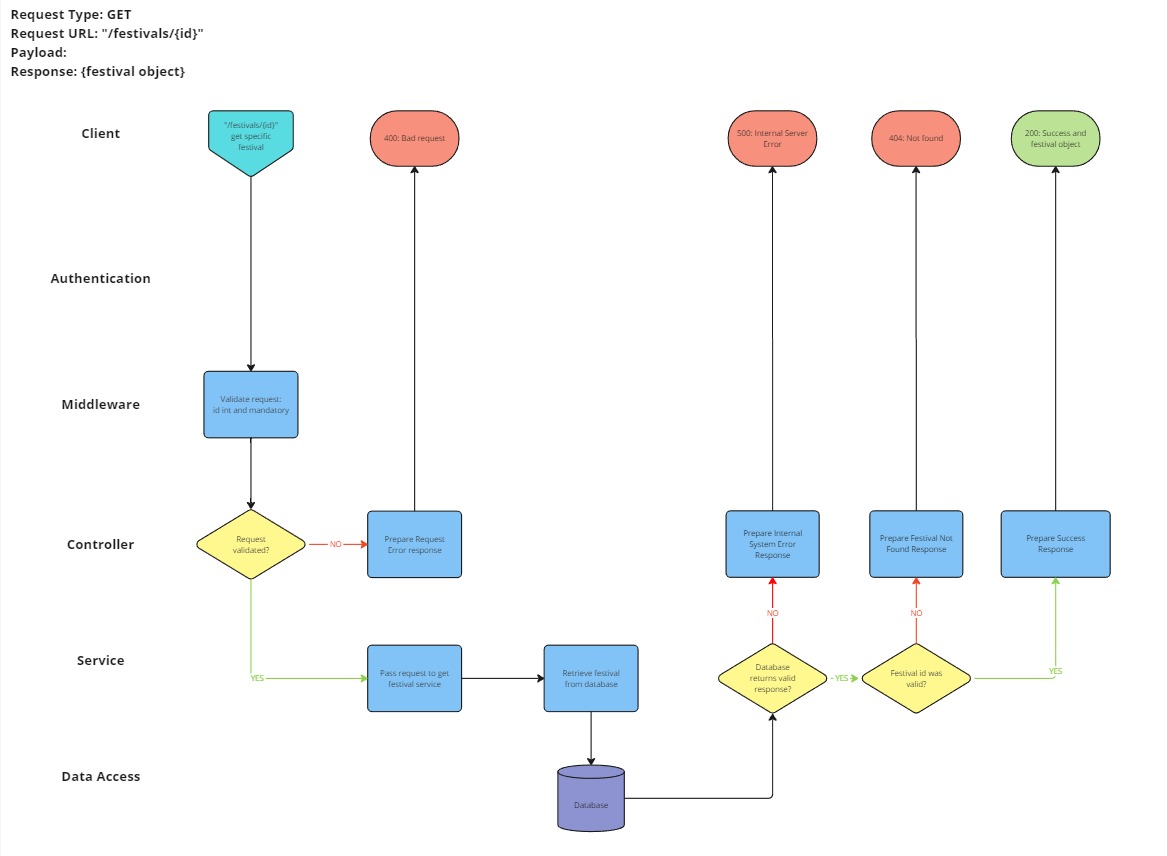 Request Type: GET
Request URL: "/festivals/{id}"
Payload:
Response: {festival object}
Client
"/festivals/{id}"
get specific
festival
400: Bad request
500: Internal Server
Error
404: Not found
200: Success and
festival object
Authentication
Middleware
Validate request:
id int and mandatory
Controller
Request
validated?
NO
Prepare Request
Error response
Prepare Internal
System Error
Response
Prepare Festival Not
Found Response
Prepare Success
Response
NO
NO
Service
YES
Pass request to get
festival service
Retrieve festival
from database
Database
returns valid
response?
YES
Festival id was
valid?
YES
Data Access
Database